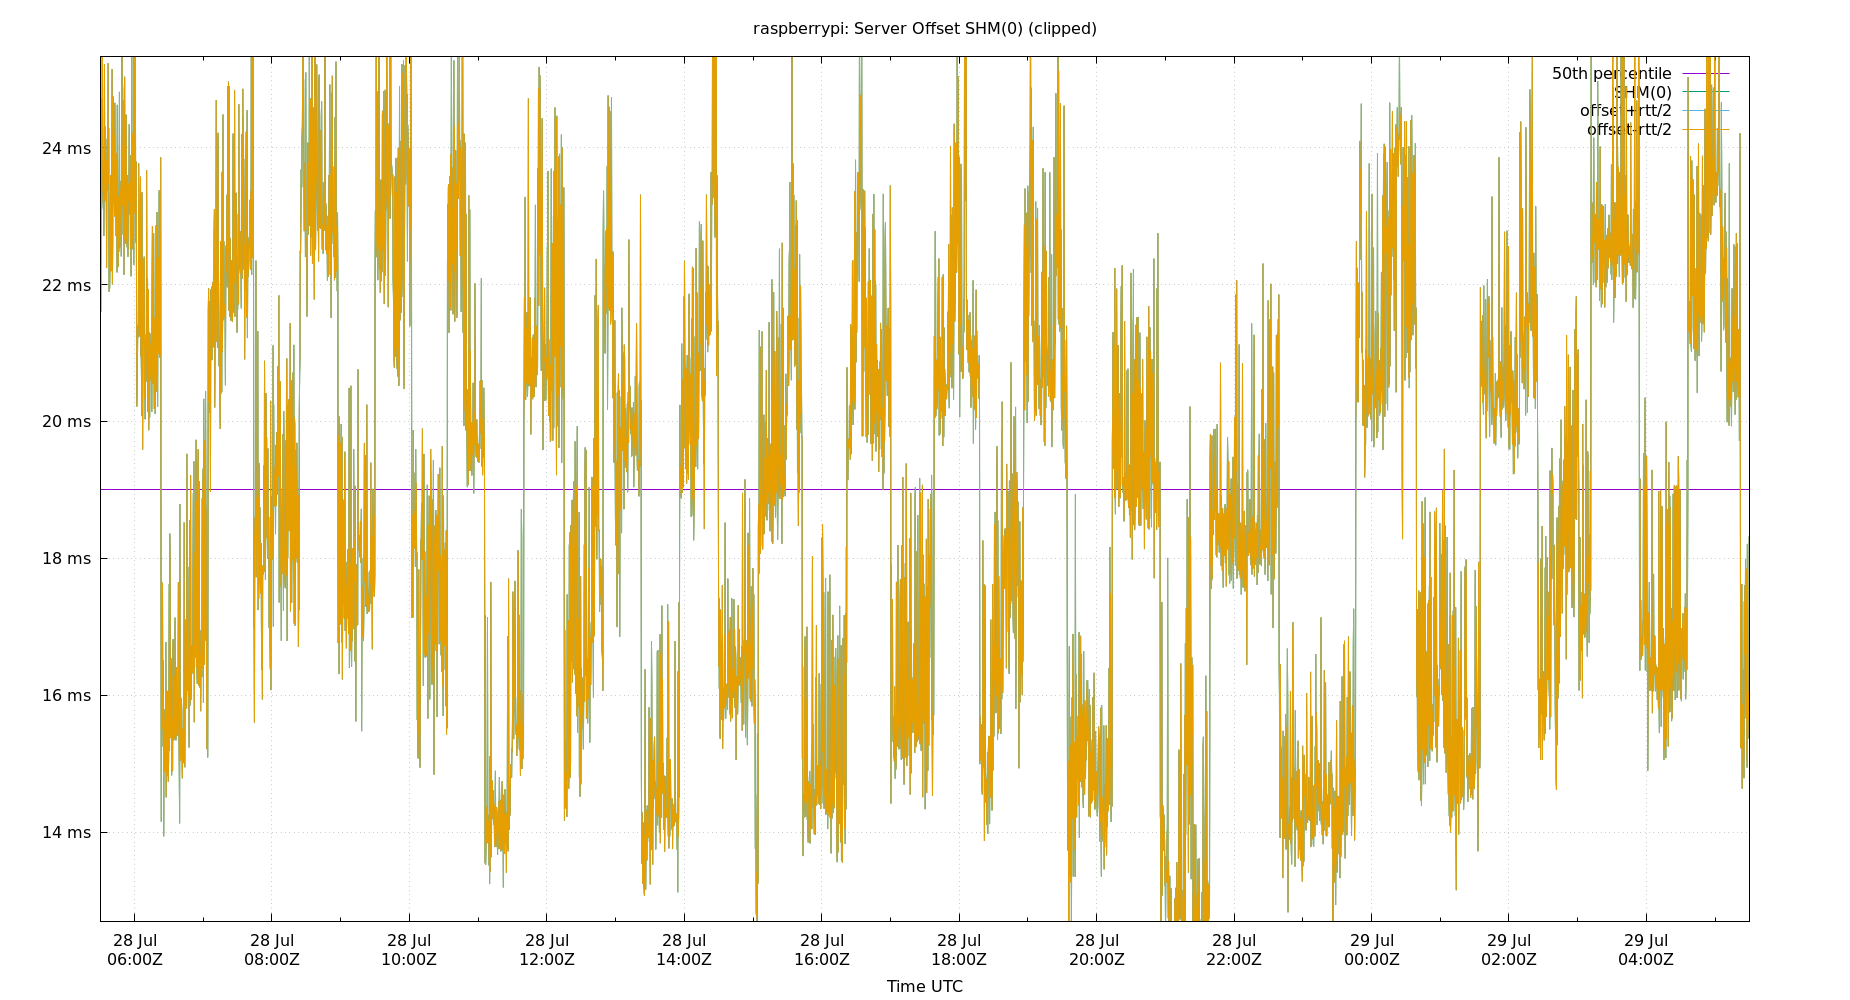 raspberrypi: Server Offset SHM(0) (clipped)
50th percentile
SHM(0)
offset+rtt/2
offset-rtt/2
24 ms
22 ms
20 ms
18 ms
16 ms
14 ms
28 Jul 28 Jul 28 Jul 28 Jul 28 Jul 28 Jul 28 Jul 28 Jul 28 Jul 29 Jul 29 Jul 29 Jul
06:00Z 08:00Z 10:00Z 12:00Z 14:00Z 16:00Z 18:00Z 20:00Z 22:00Z 00:00Z 02:00Z 04:00Z
Time UTC